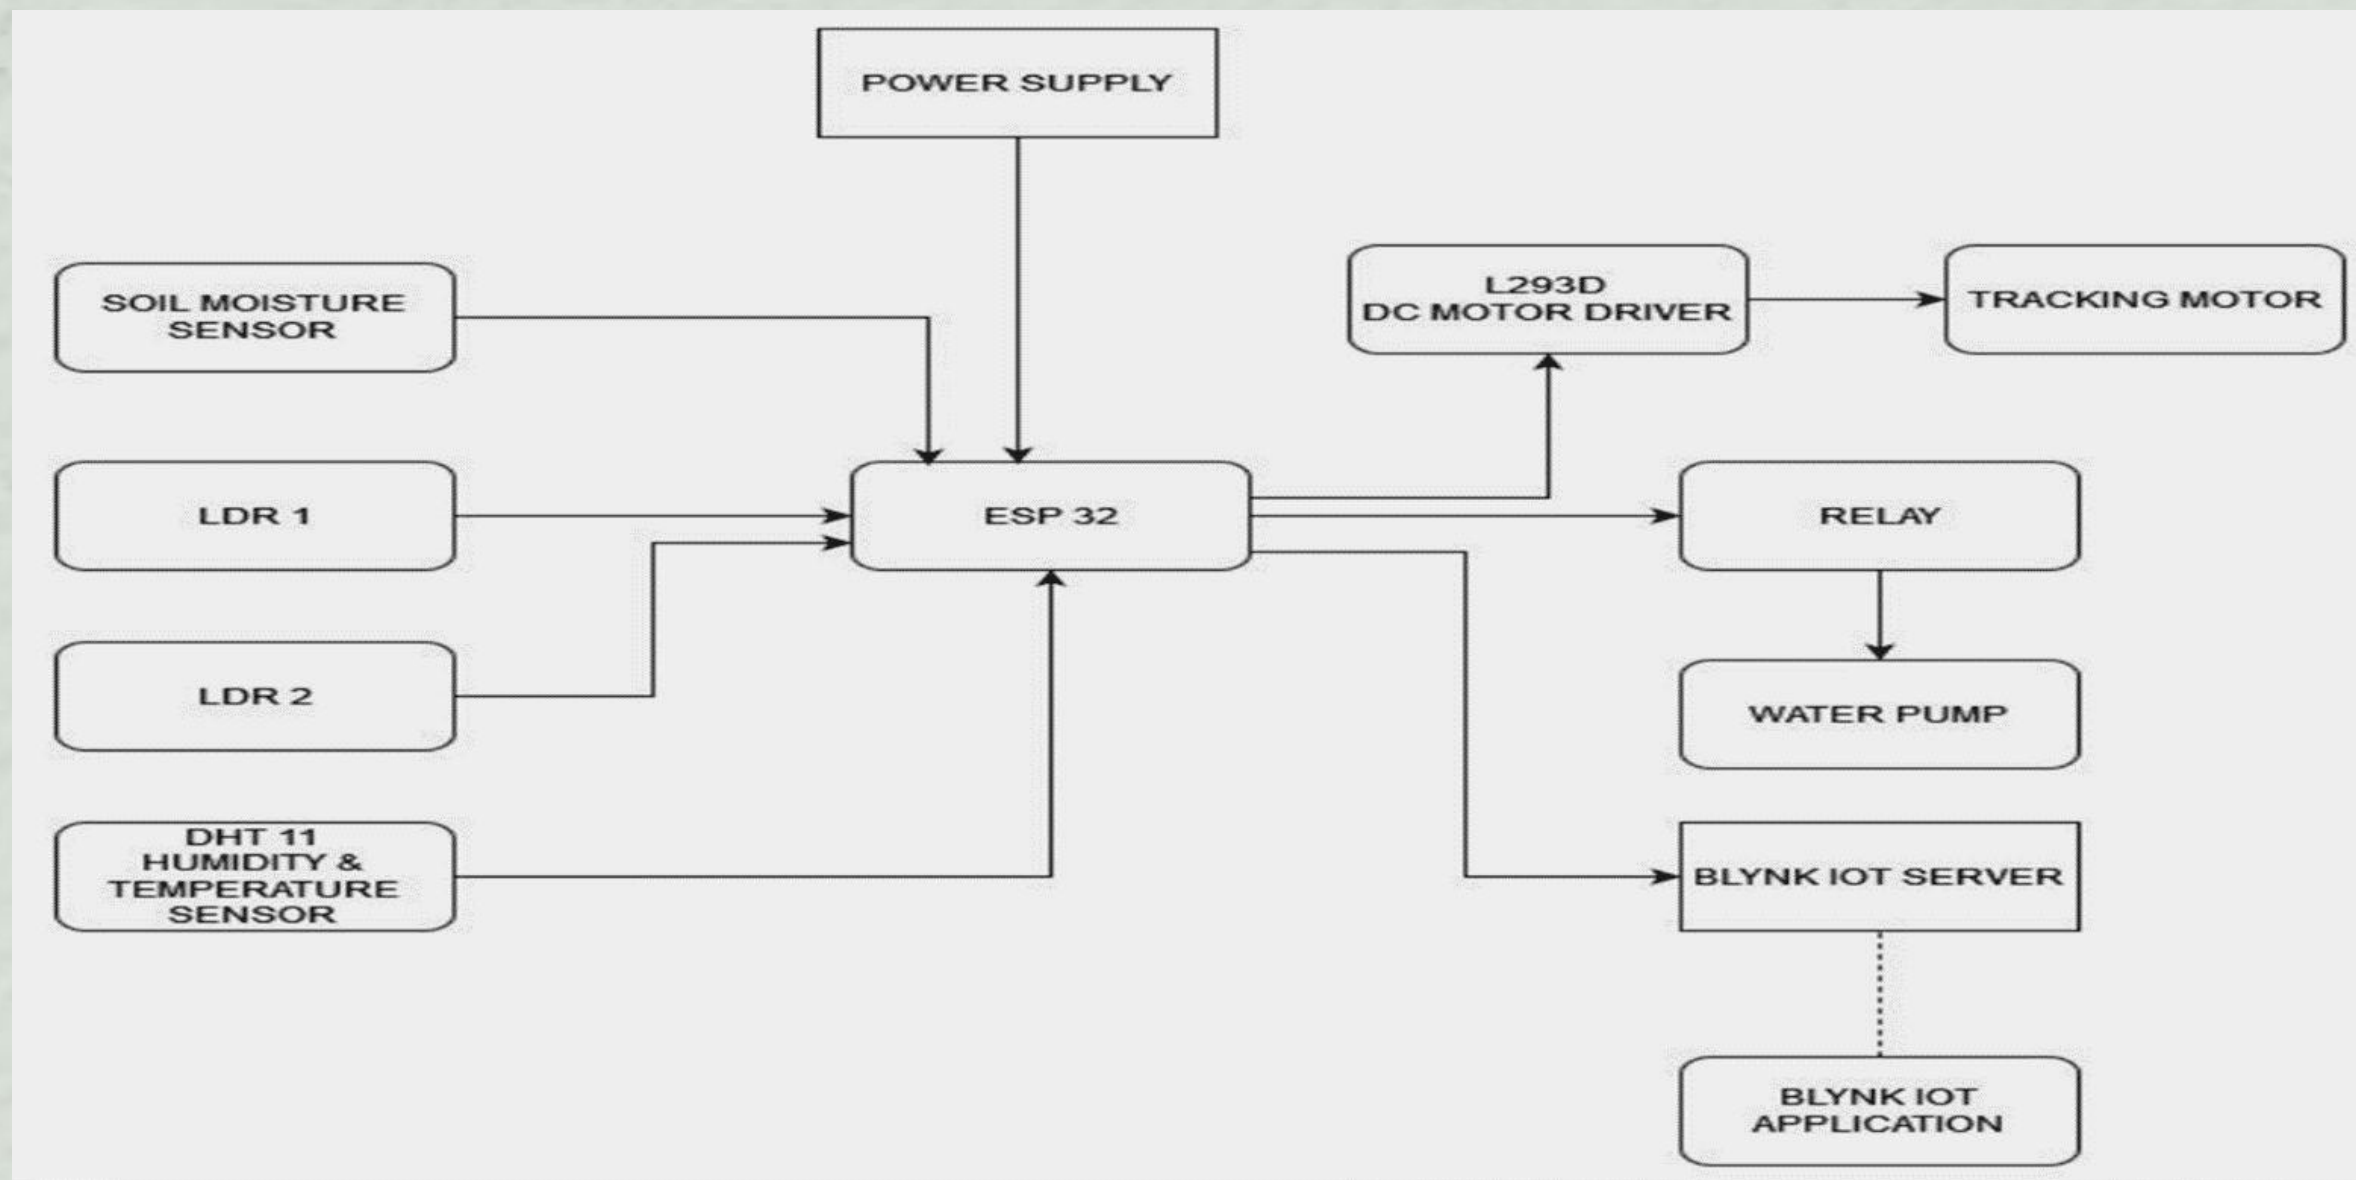 POWER SUPPLY
SOIL MOISTURE
SENSOR
L293D
DC MOTOR DRIVER
TRACKING MOTOR
LDR 1
ESP 32
RELAY
LDR 2
WATER PUMP
DHT 11
HUMIDITY &
TEMPERATURE
SENSOR
BLYNK IOT SERVER
BLYNK IOT
APPLICATION